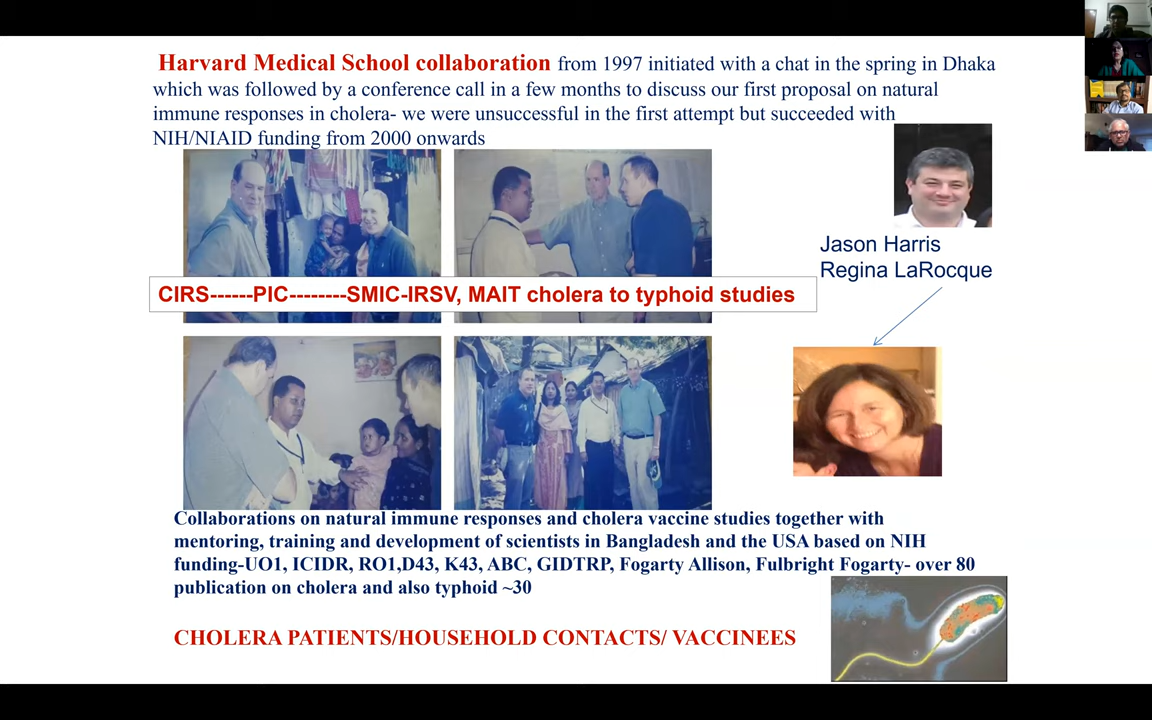 Harvard Medical School collaboration from 1997 initiated with a chat in the spring in Dhaka
which was followed by a conference call in a few months to discuss our first proposal on natural
immune responses in cholera- we were unsuccessful in the first attempt but succeeded with
NIH/NIAID funding from 2000 onwards
Jason Harris
Regina LaRocque
CIRS------PIC--------SMIC-IRSV, MAIT cholera to typhoid studies
Collaborations on natural immune responses and cholera vaccine studies together with
mentoring, training and development of scientists in Bangladesh and the USA based on NIH
funding-UO1, ICIDR, RO1,D43, K43, ABC, GIDTRP, Fogarty Allison, Fulbright Fogarty- over 80
publication on cholera and also typhoid ~30
CHOLERA PATIENTS/HOUSEHOLD CONTACTS/ VACCINEES